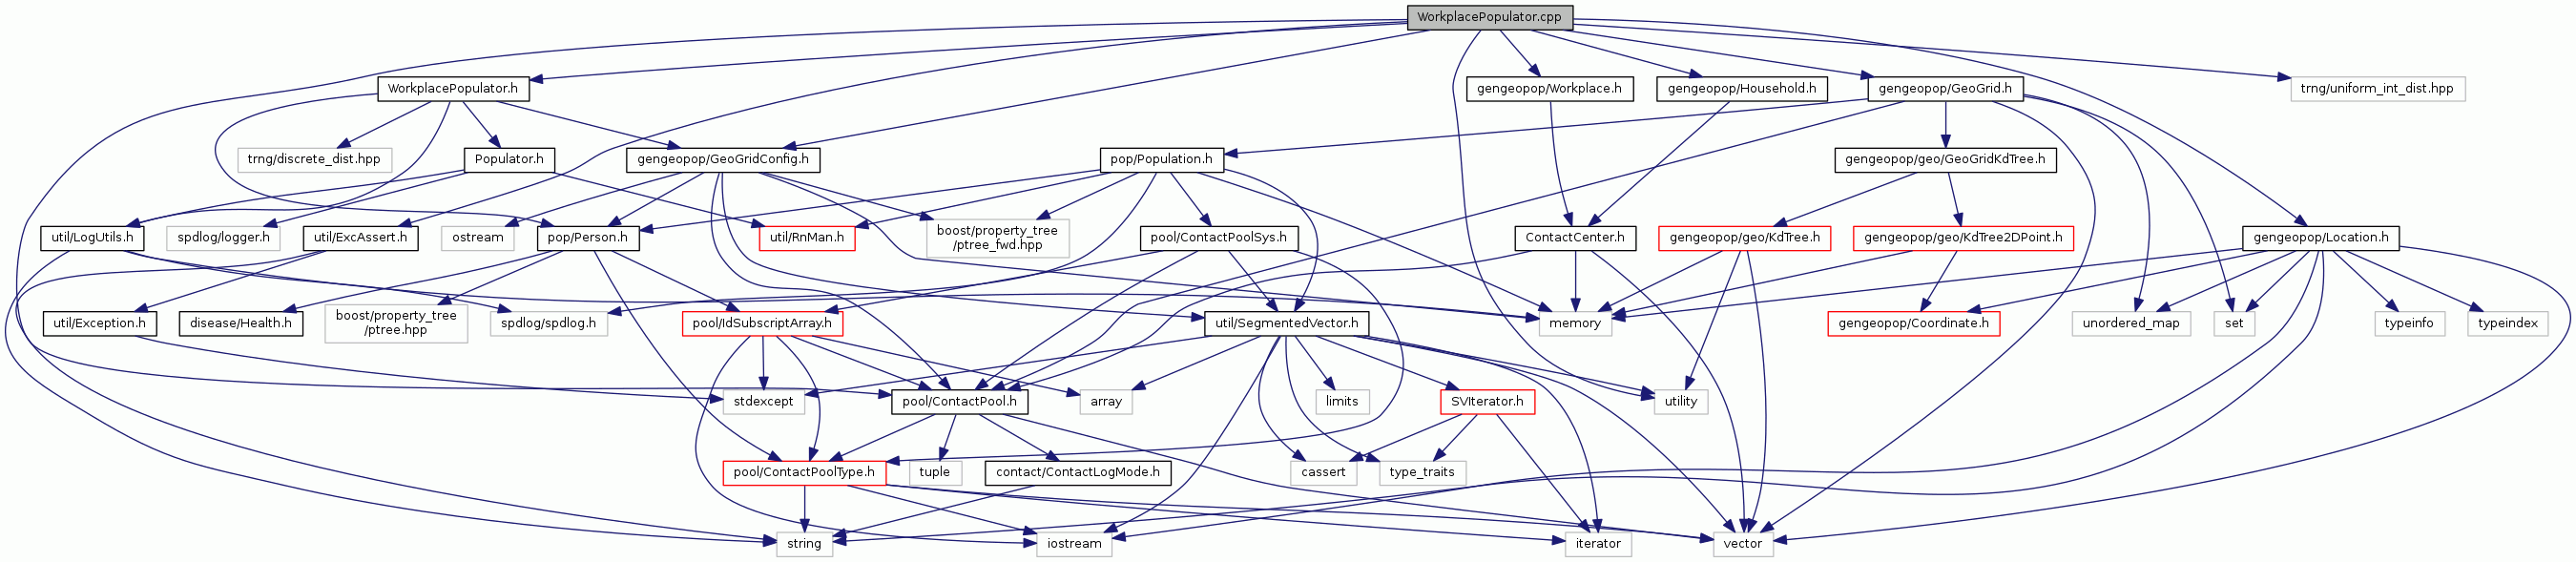 WorkplacePopulator.cpp
WorkplacePopulator.h
gengeopop/Workplace.h
gengeopop/Household.h
gengeopop/GeoGrid.h
trng/uniform_int_dist.hpp
trng/discrete_dist.hpp
Populator.h
gengeopop/GeoGridConfig.h
pop/Population.h
gengeopop/geo/GeoGridKdTree.h
util/LogUtils.h
spdlog/logger.h
util/ExcAssert.h
ostream
pop/Person.h
util/RnMan.h
boost/property_tree
/ptree_fwd.hpp
pool/ContactPoolSys.h
ContactCenter.h
gengeopop/geo/KdTree.h
gengeopop/geo/KdTree2DPoint.h
gengeopop/Location.h
util/Exception.h
disease/Health.h
boost/property_tree
/ptree.hpp
spdlog/spdlog.h
pool/IdSubscriptArray.h
util/SegmentedVector.h
memory
gengeopop/Coordinate.h
unordered_map
set
typeinfo
typeindex
stdexcept
pool/ContactPool.h
array
limits
SVIterator.h
utility
pool/ContactPoolType.h
tuple
contact/ContactLogMode.h
cassert
type_traits
string
iostream
iterator
vector